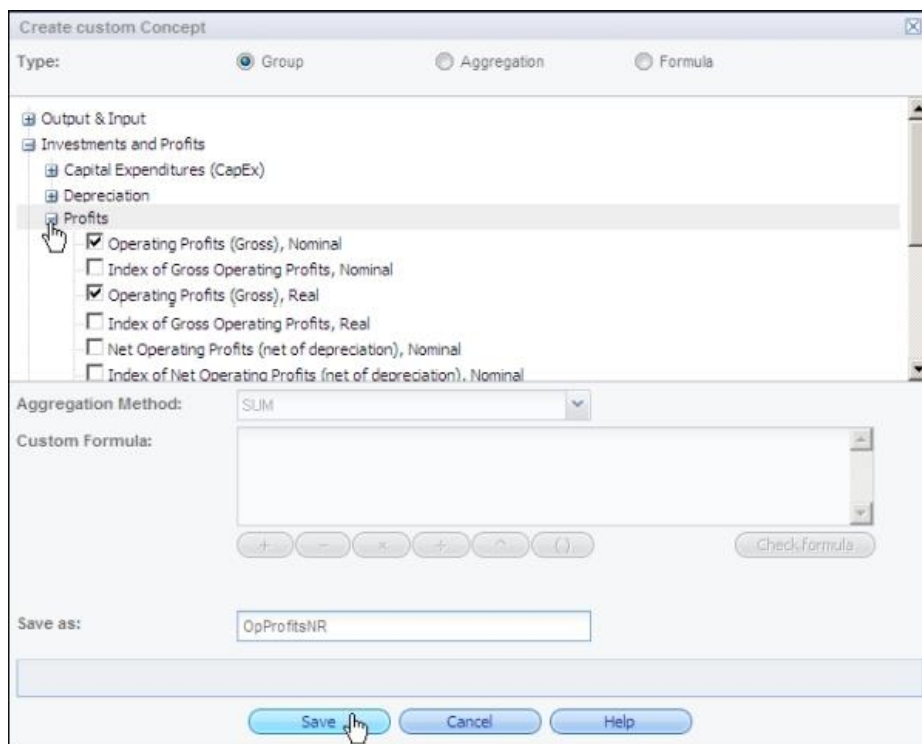 Create custom Concept
Type: Group Aggregation Formula
Output & Input
Investments and Profits
Capital Expenditures (CapEx)
Depreciation
Profits
Operating Profits (Gross), Nominal
Index of Gross Operating Profits, Nominal
Operating Profits (Gross), Real
Index of Gross Operating Profits, Real
Net Operating Profits (net of depreciation), Nominal
Index of Net Operating Profits (net of depreciation), Nominal
Aggregation Method: SUM
Custom Formula:
+ - × ÷ ^ ( ) Check formula
Save as: OpProfitsNR
Save Cancel Help